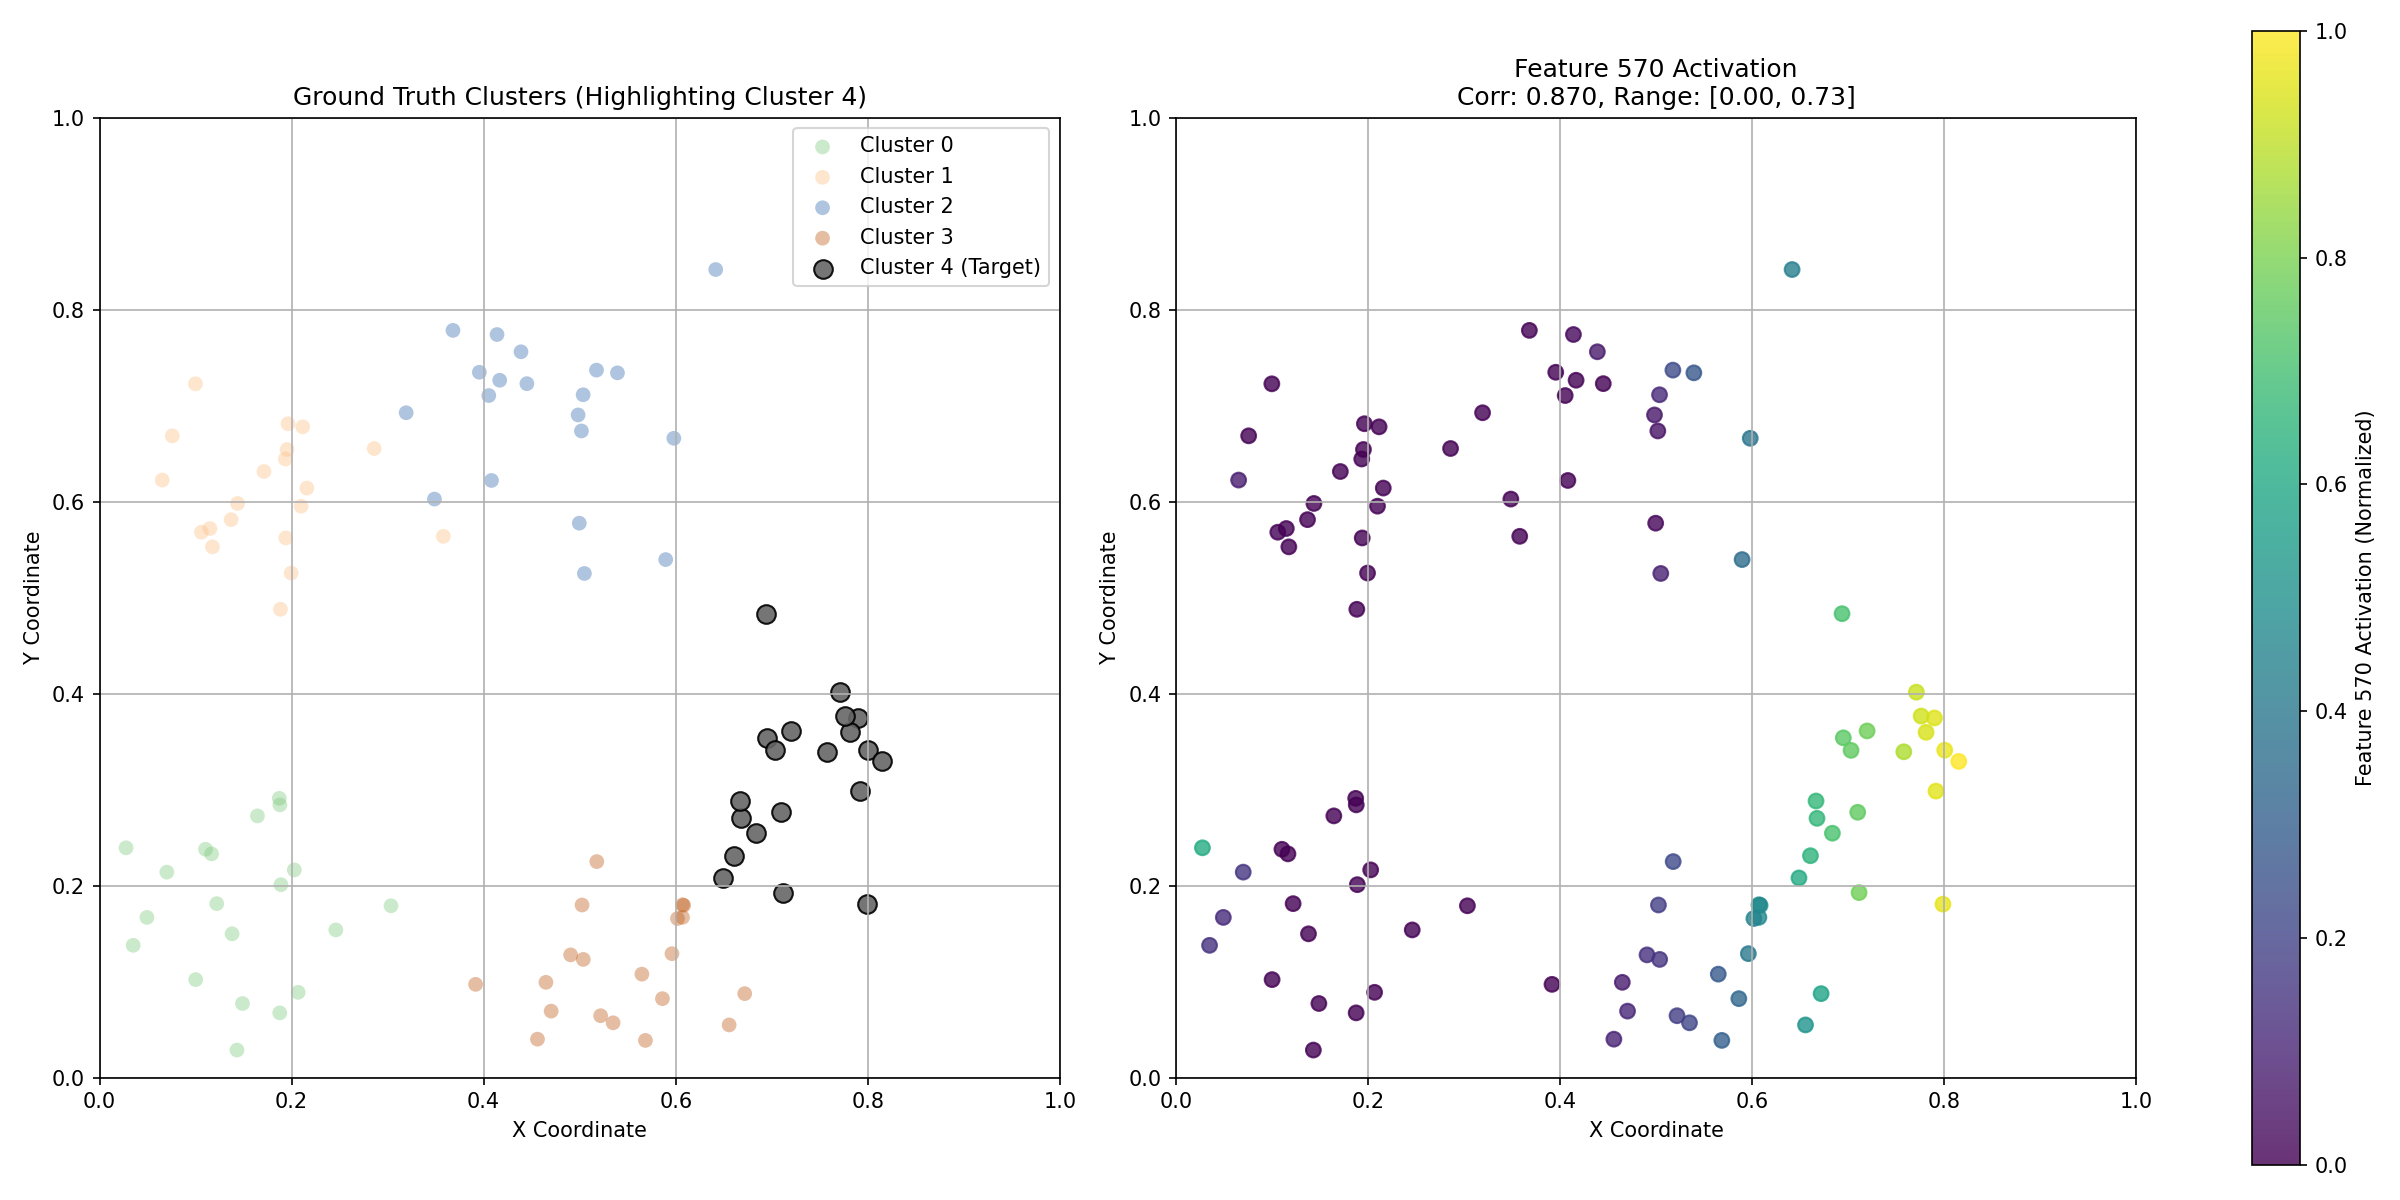 Ground Truth Clusters (Highlighting Cluster 4)
Cluster 0
Cluster 1
Cluster 2
Cluster 3
Cluster 4 (Target)
1.0
0.8
0.6
0.4
0.2
0.0
Y Coordinate
0.0 0.2 0.4 0.6 0.8 1.0
X Coordinate
Feature 570 Activation
Corr: 0.870, Range: [0.00, 0.73]
1.0
0.8
0.6
0.4
0.2
0.0
Y Coordinate
0.0 0.2 0.4 0.6 0.8 1.0
X Coordinate
1.0
0.8
0.6
0.4
0.2
0.0
Feature 570 Activation (Normalized)